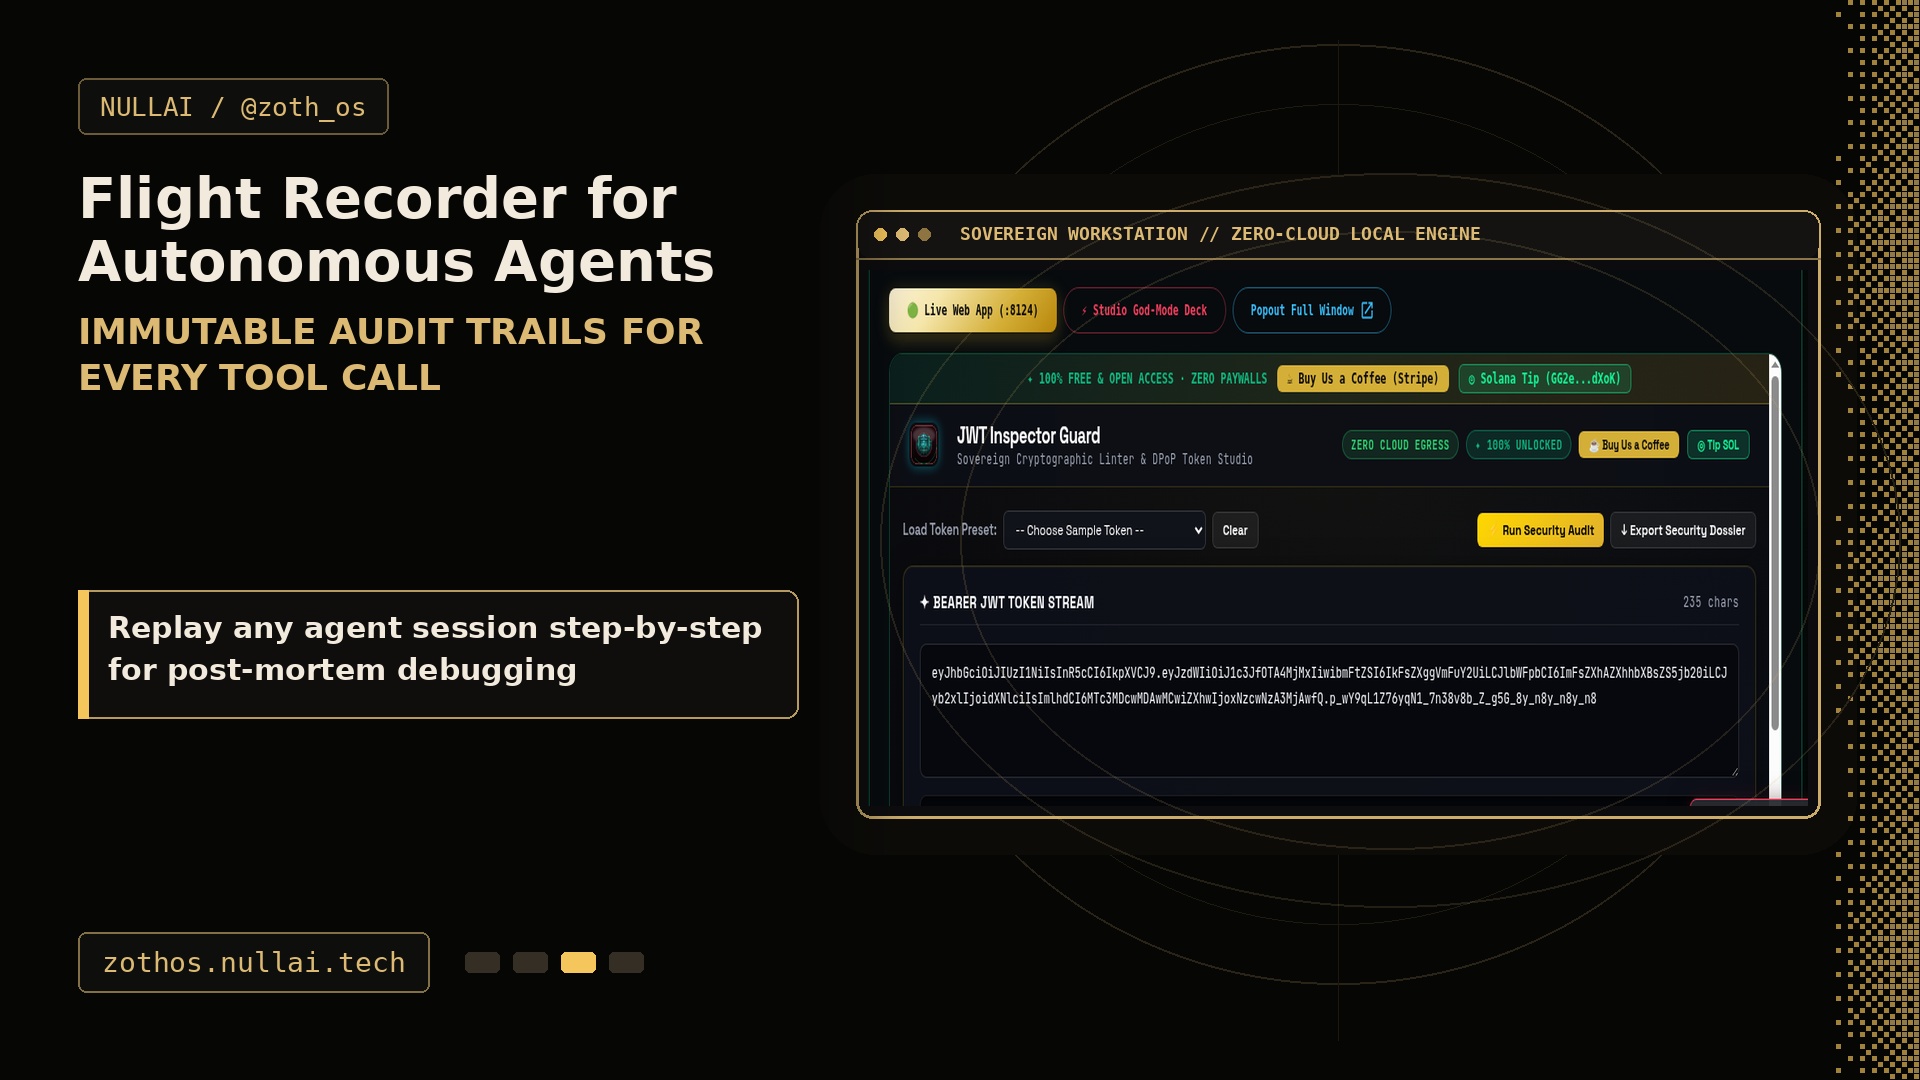 NULLAI / @zoth_os
Flight Recorder for
Autonomous Agents
IMMUTABLE AUDIT TRAILS FOR
EVERY TOOL CALL
Replay any agent session step-by-step
for post-mortem debugging
zothos.nullai.tech
SOVEREIGN WORKSTATION // ZERO-CLOUD LOCAL ENGINE
Live Web App (:8124)
⚡ Studio God-Mode Deck
Popout Full Window
✦ 100% FREE & OPEN ACCESS · ZERO PAYWALLS
☕ Buy Us a Coffee (Stripe)
◎ Solana Tip (GG2e...dXoK)
JWT Inspector Guard
Sovereign Cryptographic Linter & DPoP Token Studio
ZERO CLOUD EGRESS
✦ 100% UNLOCKED
☕ Buy Us a Coffee
◎ Tip SOL
Load Token Preset:
-- Choose Sample Token --
Clear
⚡ Run Security Audit
↓ Export Security Dossier
✦ BEARER JWT TOKEN STREAM
235 chars
eyJhbGciOiJIUzI1NiIsInR5cCI6IkpXVCJ9.eyJzdWIiOiJ1c3JfOTA4MjMxIiwibmFtZSI6IkFsZXggVmFuY2UiLCJlbWFpbCI6ImFsZXhAZXhhbXBsZS5jb20iLCJ
yb2xlIjoidXNlciIsImlhdCI6MTc3MDcwMDAwMCwiZXhwIjoxNzcwNzA3MjAwfQ.p_wY9qL1Z76yqN1_7n38v8b_Z_g5G_8y_n8y_n8y_n8